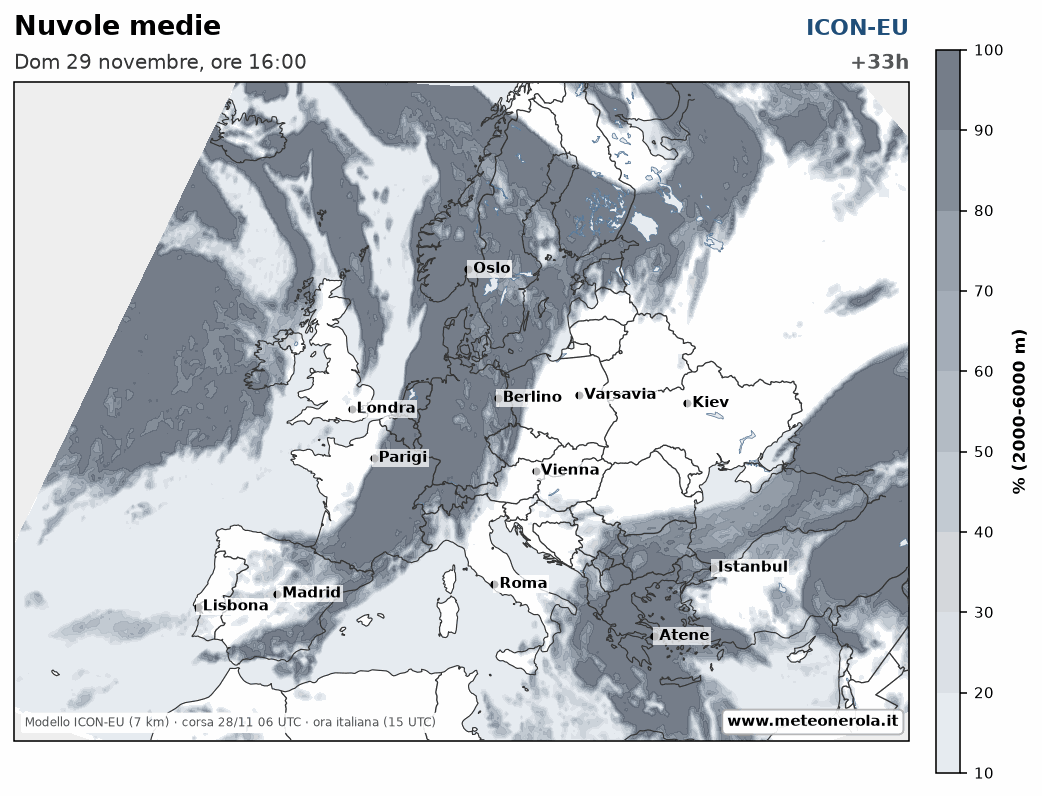 Nuvole medie
ICON-EU
Dom 29 novembre, ore 16:00
+33h
100
90
80
70
60
50
40
30
20
10
% (2000-6000 m)
Oslo
Berlino
Varsavia
Kiev
Londra
Parigi
Vienna
Istanbul
Roma
Madrid
Lisbona
Atene
Modello ICON-EU (7 km) · corsa 28/11 06 UTC · ora italiana (15 UTC)
www.meteonerola.it